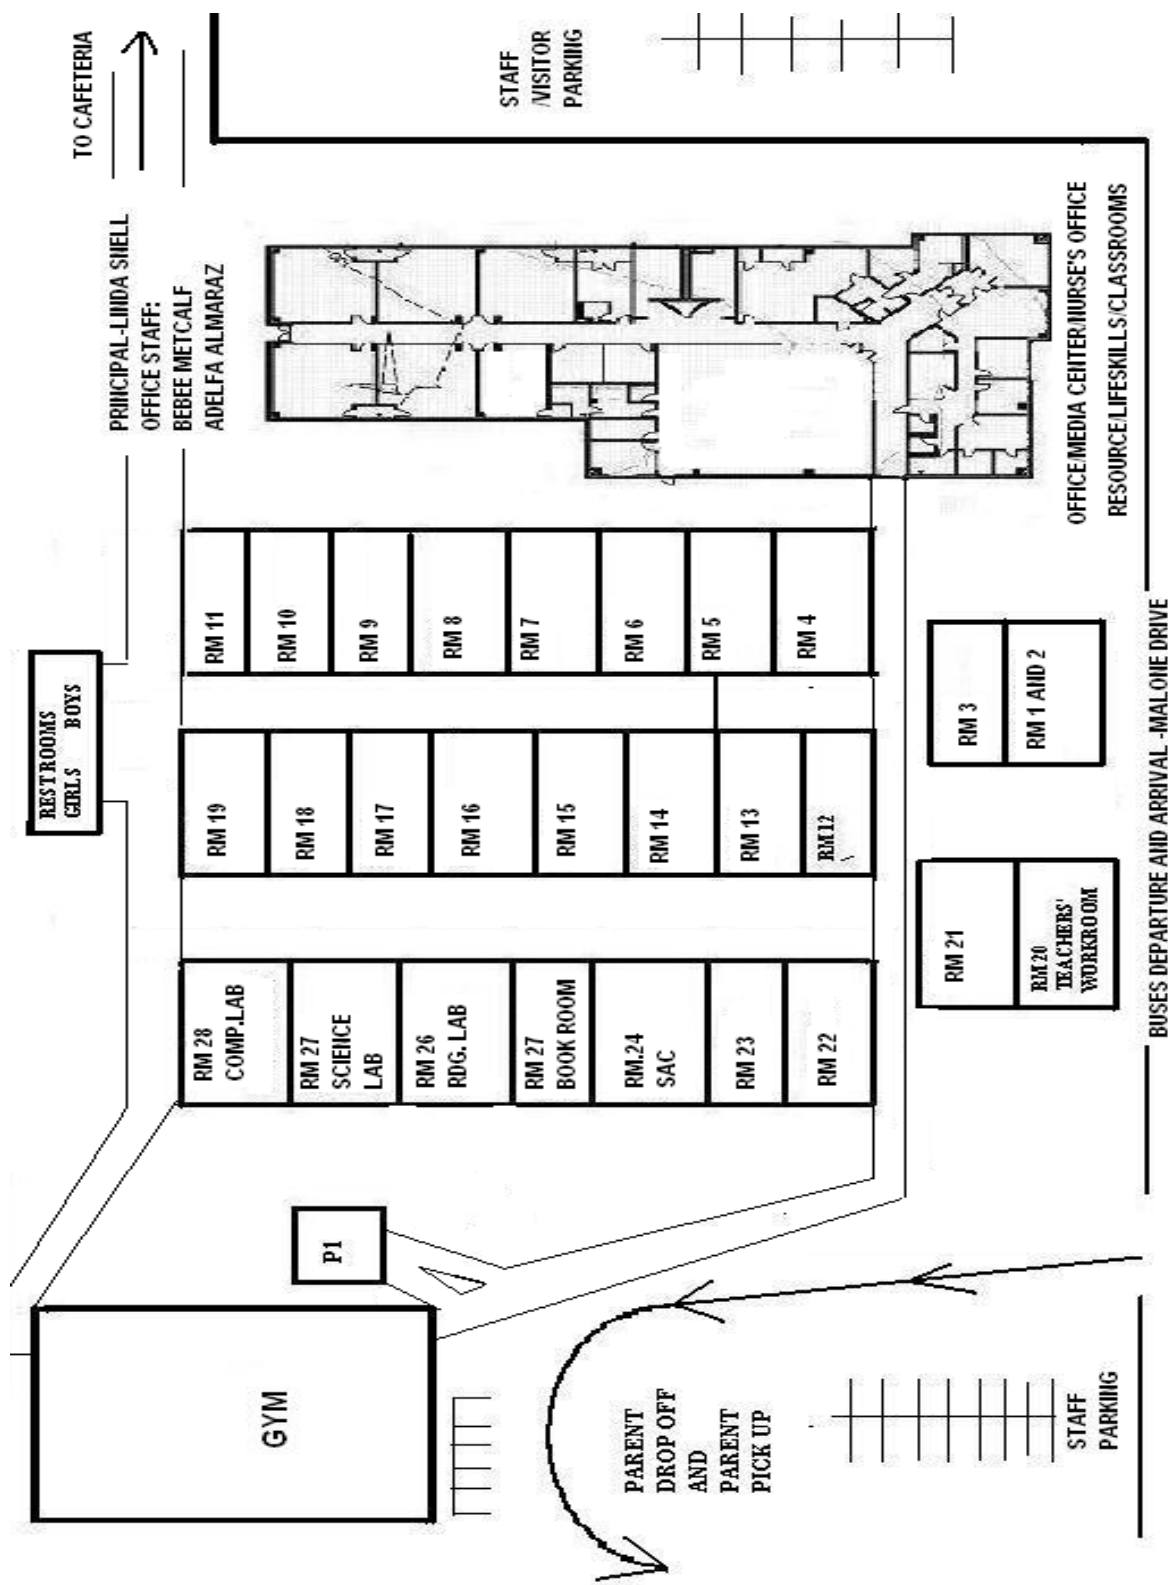 TO CAFETERIA
PRINCIPAL-LINDA SHELL
OFFICE STAFF:
BEBEE METCALF
ADELFA ALMARAZ
STAFF
/VISITOR
PARKING
OFFICE/MEDIA CENTER/NURSE'S OFFICE
RESOURCE/LIFESKILLS/CLASSROOMS
RESTROOMS
GIRLS BOYS
RM 11
RM 10
RM 9
RM 8
RM 7
RM 6
RM 5
RM 4
RM 3
RM 1 AND 2
RM 19
RM 18
RM 17
RM 16
RM 15
RM 14
RM 13
RM 12
RM 21
RM 20
TEACHERS'
WORKROOM
RM 28
COMP.LAB
RM 27
SCIENCE
LAB
RM 26
RDG. LAB
RM 27
BOOK ROOM
RM.24
SAC
RM 23
RM 22
BUSES DEPARTURE AND ARRIVAL -MALONE DRIVE
P1
GYM
PARENT
DROP OFF
AND
PARENT
PICK UP
STAFF
PARKING